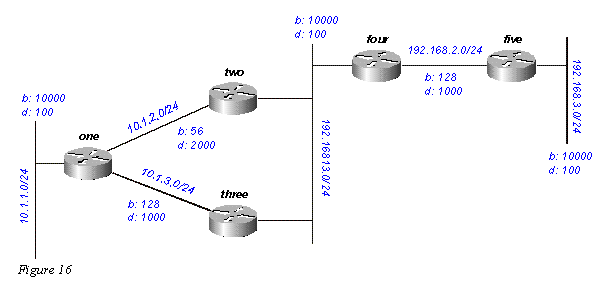 b: 10000
d: 100
four
192.168.2.0/24
five
b: 128
d: 1000
192.168.3.0/24
b: 10000
d: 100
two
b: 10000
d: 100
one
10.1.2.0/24
b: 56
d: 2000
192.16813.0/24
10.1.1.0/24
10.1.3.0/24
b: 128
d: 1000
three
Figure 16